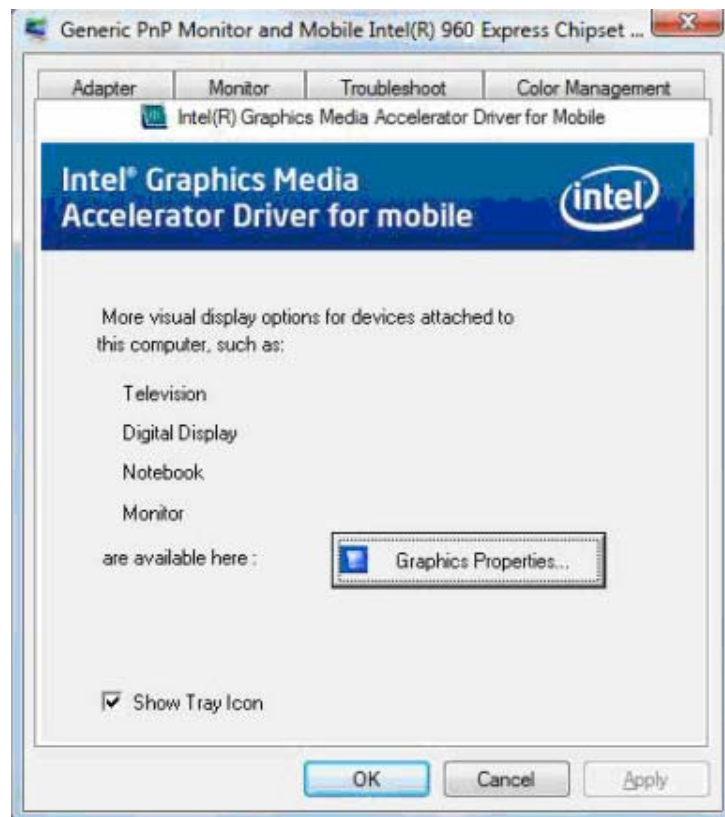 Generic PnP Monitor and Mobile Intel(R) 960 Express Chipset ...
Adapter Monitor Troubleshoot Color Management
Intel(R) Graphics Media Accelerator Driver for Mobile
Intel® Graphics Media
Accelerator Driver for mobile
intel
More visual display options for devices attached to
this computer, such as:
Television
Digital Display
Notebook
Monitor
are available here :
Graphics Properties...
Show Tray Icon
OK Cancel Apply